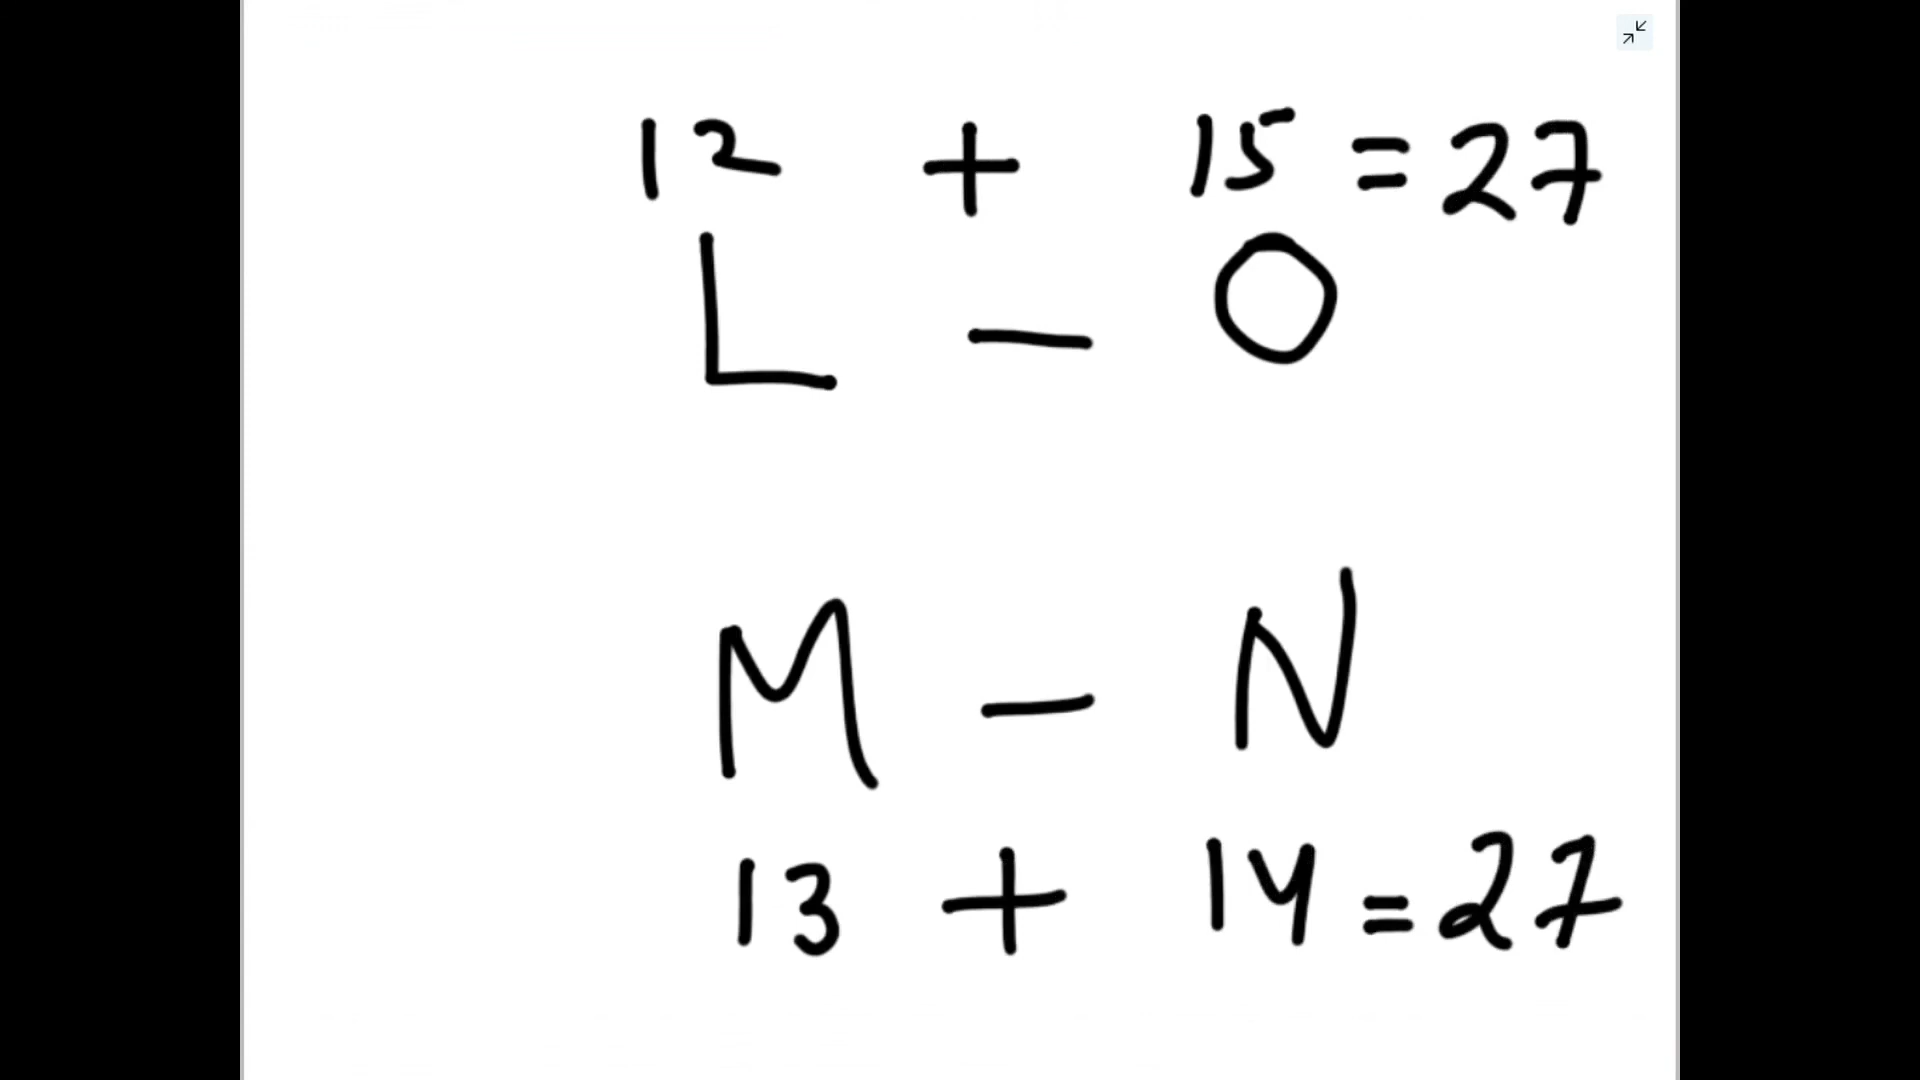 12 + 15 = 27
L - O
M - N
13 + 14 = 27